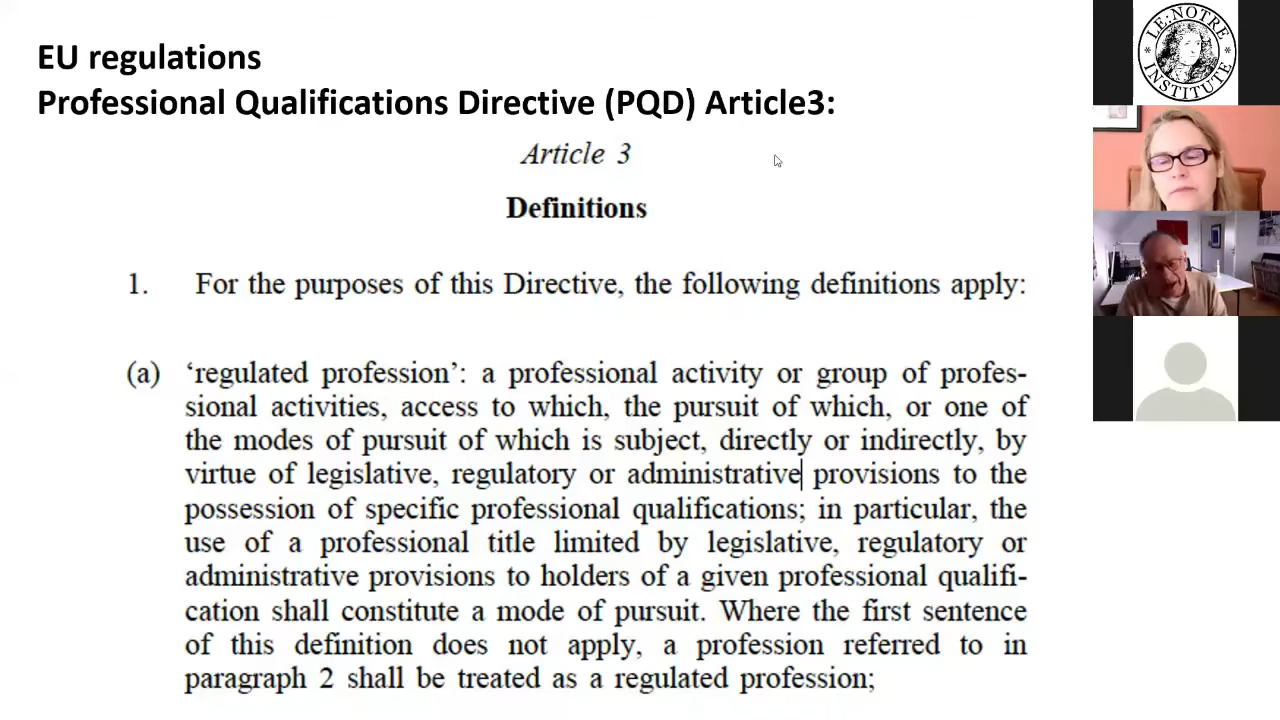 EU regulations
Professional Qualifications Directive (PQD) Article3:
Article 3
Definitions
1. For the purposes of this Directive, the following definitions apply:
(a) ‘regulated profession’: a professional activity or group of profes-
sional activities, access to which, the pursuit of which, or one of
the modes of pursuit of which is subject, directly or indirectly, by
virtue of legislative, regulatory or administrative provisions to the
possession of specific professional qualifications; in particular, the
use of a professional title limited by legislative, regulatory or
administrative provisions to holders of a given professional qualifi-
cation shall constitute a mode of pursuit. Where the first sentence
of this definition does not apply, a profession referred to in
paragraph 2 shall be treated as a regulated profession;
LE:NOTRE
* INSTITUTE *